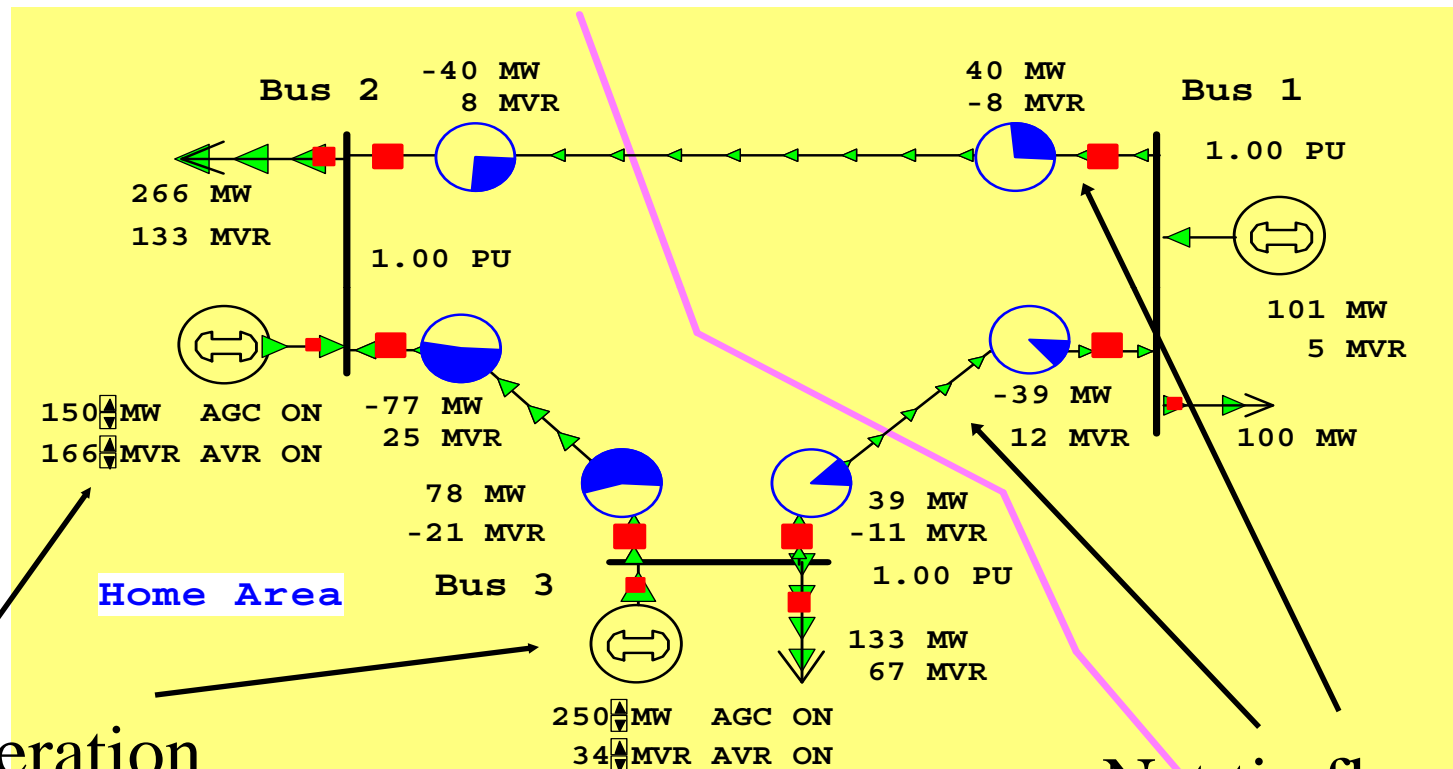 Bus 2
-40 MW
8 MVR
40 MW
-8 MVR
Bus 1
1.00 PU
266 MW
133 MVR
1.00 PU
101 MW
5 MVR
150 MW AGC ON
166 MVR AVR ON
-77 MW
25 MVR
-39 MW
12 MVR
100 MW
78 MW
-21 MVR
39 MW
-11 MVR
1.00 PU
Home Area
Bus 3
133 MW
67 MVR
250 MW AGC ON
34 MVR AVR ON
eration